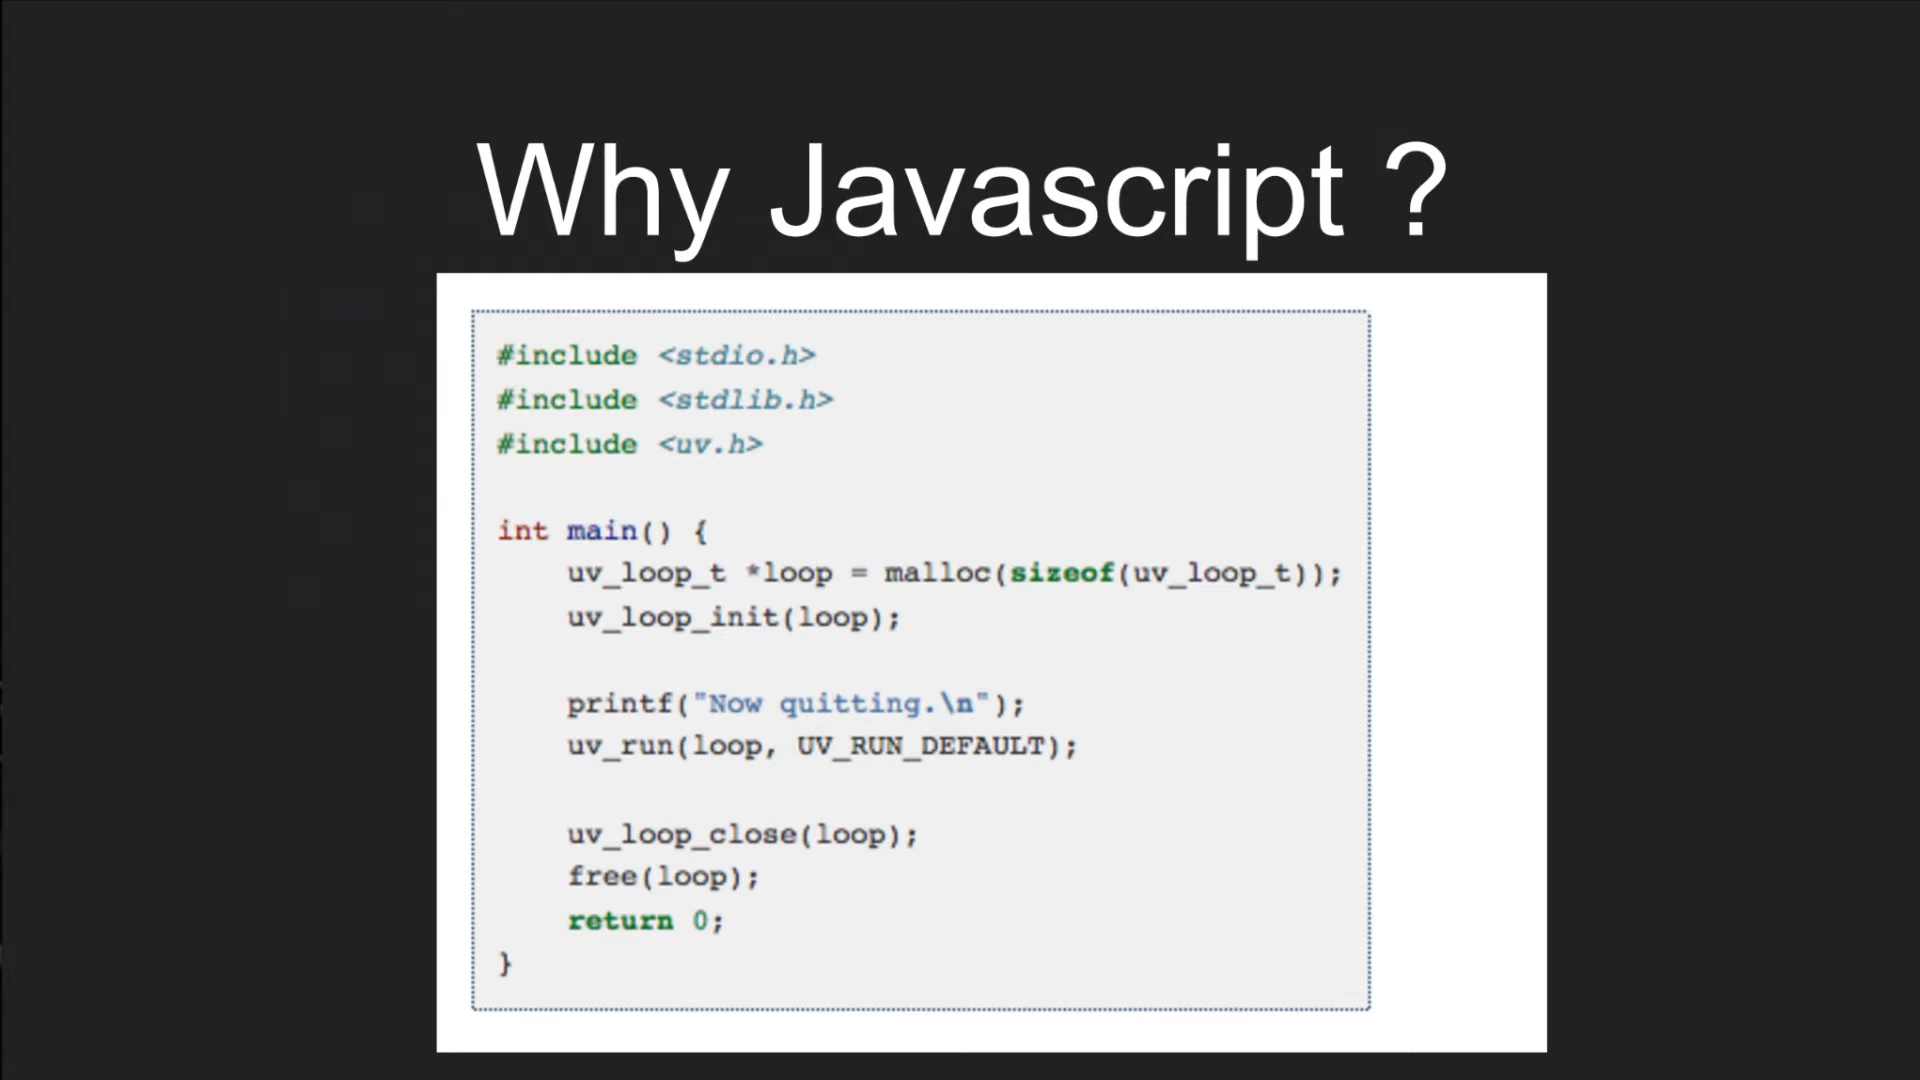 Why Javascript ?
#include <stdio.h>
#include <stdlib.h>
#include <uv.h>
int main() {
uv_loop_t *loop = malloc(sizeof(uv_loop_t));
uv_loop_init(loop);
printf("Now quitting.\n");
uv_run(loop, UV_RUN_DEFAULT);
uv_loop_close(loop);
free(loop);
return 0;
}